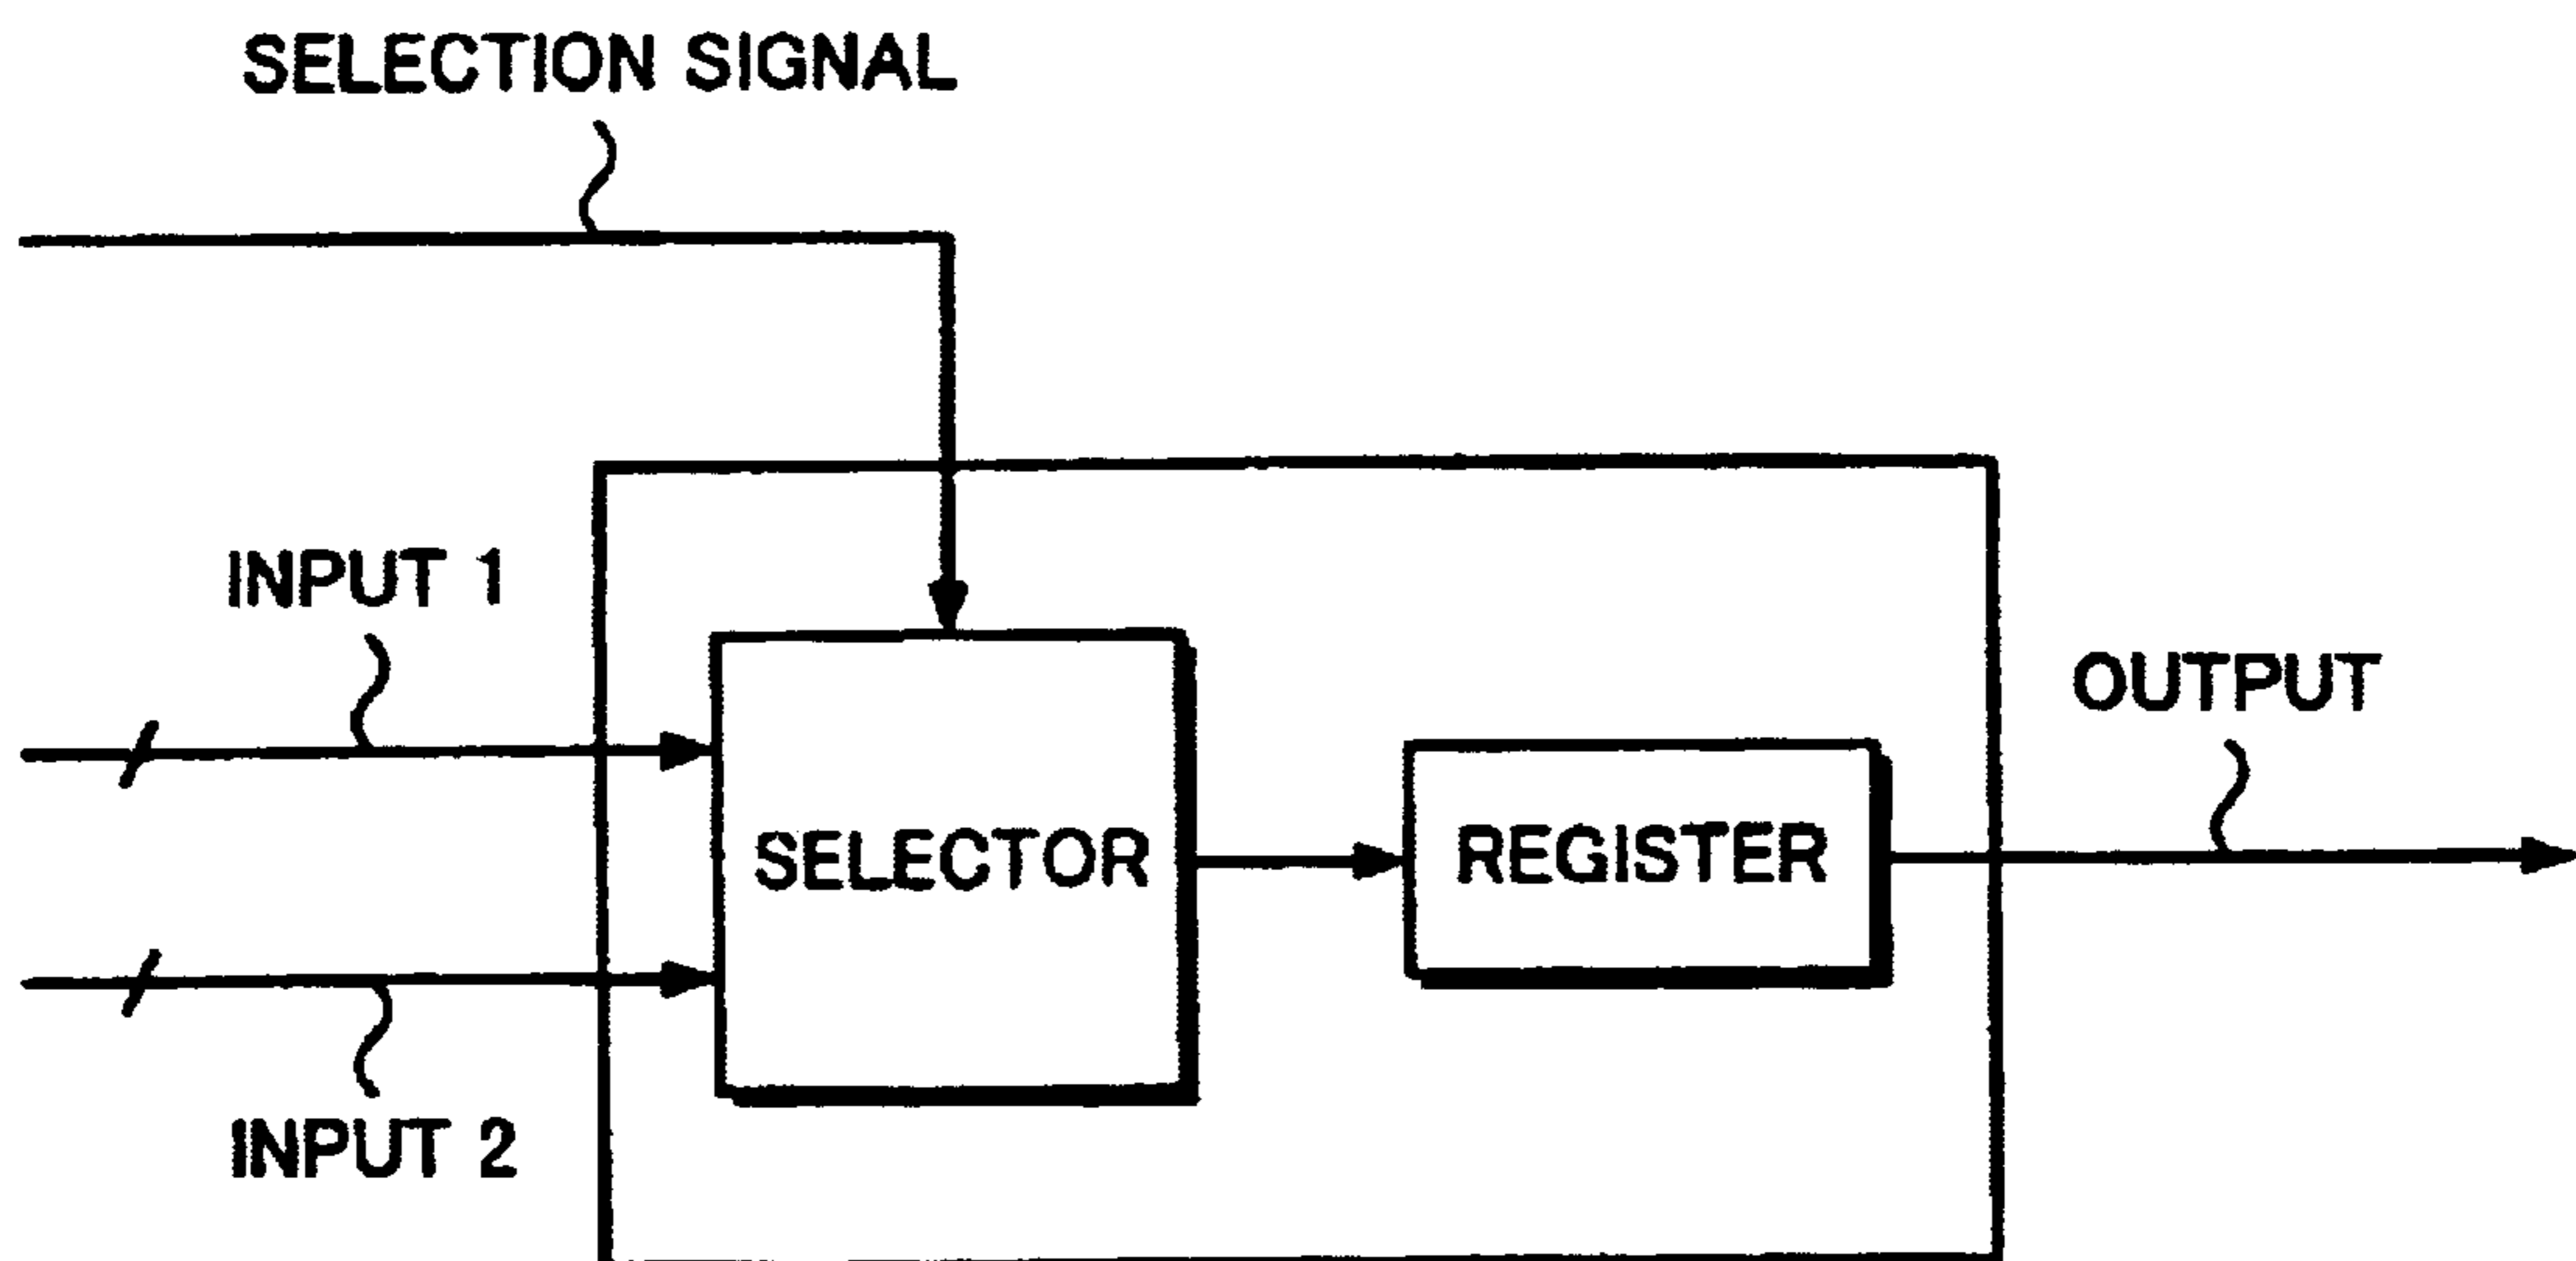 SELECTION SIGNAL
INPUT 1
OUTPUT
SELECTOR
REGISTER
INPUT 2